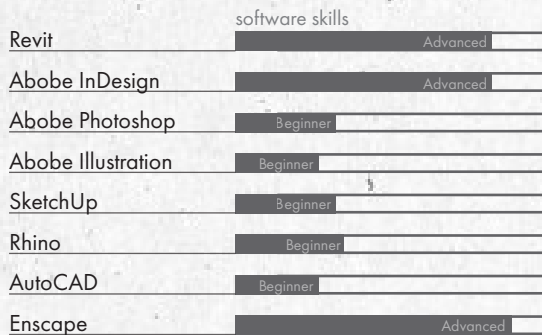 software skills
Revit Advanced
Abobe InDesign Advanced
Abobe Photoshop Beginner
Abobe Illustration Beginner
SketchUp Beginner
Rhino Beginner
AutoCAD Beginner
Enscape Advanced